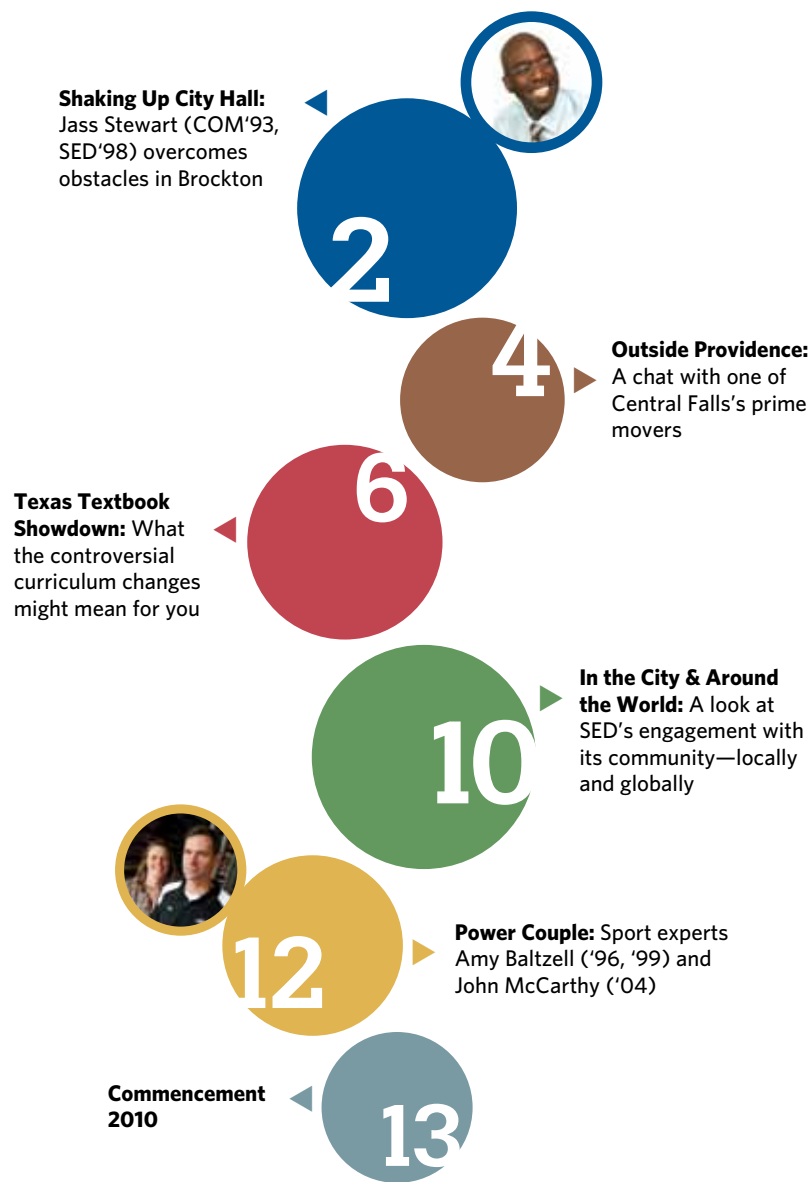 Shaking Up City Hall:
Jass Stewart (COM‘93,
SED‘98) overcomes
obstacles in Brockton
2
4
Outside Providence:
A chat with one of
Central Falls’s prime
movers
6
Texas Textbook
Showdown: What
the controversial
curriculum changes
might mean for you
10
In the City & Around
the World: A look at
SED’s engagement with
its community—locally
and globally
12
Power Couple: Sport experts
Amy Baltzell (‘96, ‘99) and
John McCarthy (‘04)
Commencement
2010
13